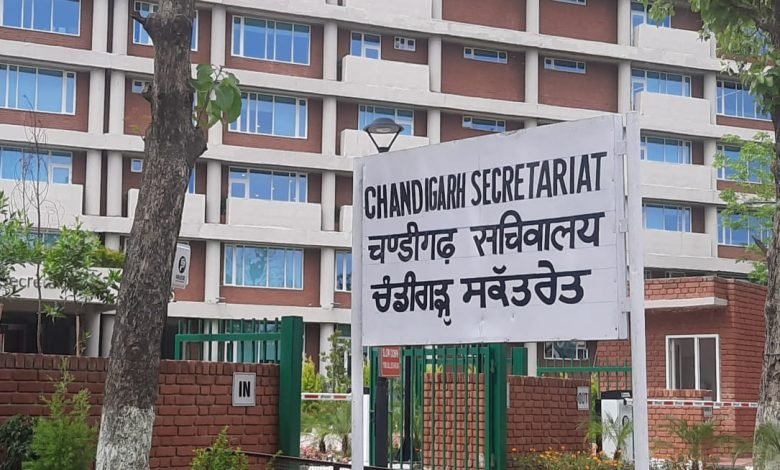 CHANDIGARH SECRETARIAT
चण्डीगढ़ सचिवालय
ਚੰਡੀਗੜ੍ਹ ਸਕੱਤਰੇਤ
IN
OUT